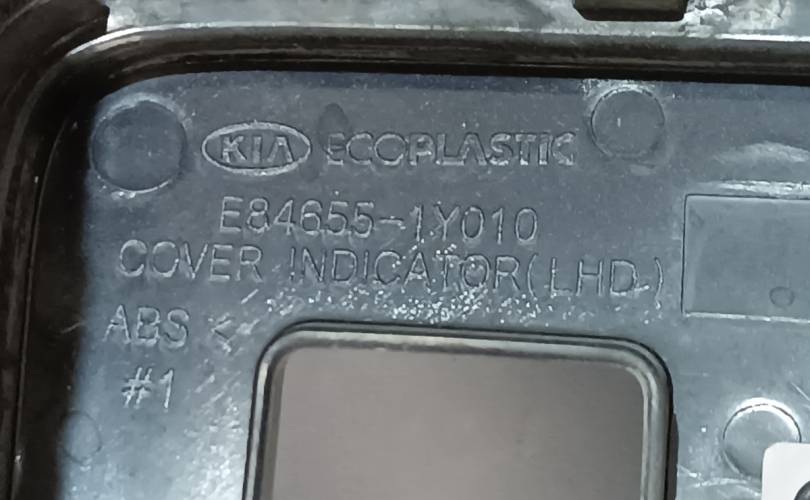 KIA ECOPLASTIC
E84655-1Y010
COVER INDICATOR(LHD)
ABS <
#1